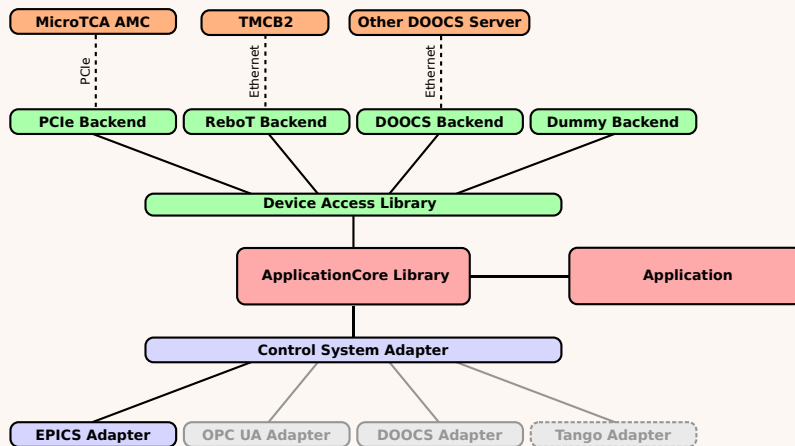 MicroTCA AMC
TMCB2
Other DOOCS Server
PCIe
Ethernet
Ethernet
PCIe Backend
ReboT Backend
DOOCS Backend
Dummy Backend
Device Access Library
ApplicationCore Library
Application
Control System Adapter
EPICS Adapter
OPC UA Adapter
DOOCS Adapter
Tango Adapter